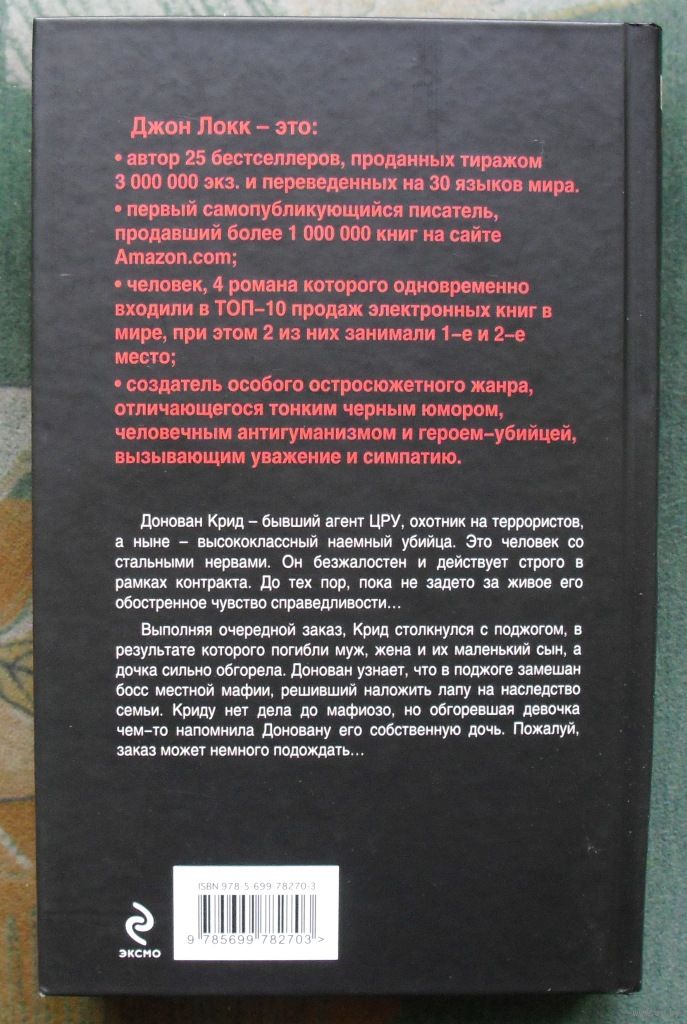 Джон Локк – это:
• автор 25 бестселлеров, проданных тиражом
3 000 000 экз. и переведенных на 30 языков мира.
• первый самопубликующийся писатель,
продавший более 1 000 000 книг на сайте
Amazon.com;
• человек, 4 романа которого одновременно
входили в ТОП–10 продаж электронных книг в
мире, при этом 2 из них занимали 1–е и 2–е
место;
• создатель особого остросюжетного жанра,
отличающегося тонким черным юмором,
человечным антигуманизмом и героем–убийцей,
вызывающим уважение и симпатию.
Донован Крид – бывший агент ЦРУ, охотник на террористов,
а ныне – высококлассный наемный убийца. Это человек со
стальными нервами. Он безжалостен и действует строго в
рамках контракта. До тех пор, пока не задето за живое его
обостренное чувство справедливости...
Выполняя очередной заказ, Крид столкнулся с поджогом, в
результате которого погибли муж, жена и их маленький сын, а
дочка сильно обгорела. Донован узнает, что в поджоге замешан
босс местной мафии, решивший наложить лапу на наследство
семьи. Криду нет дела до мафиозо, но обгоревшая девочка
чем–то напомнила Доновану его собственную дочь. Пожалуй,
заказ может немного подождать...
ISBN 978-5-699-78270-3
9 785699 782703 >
ЭКСМО